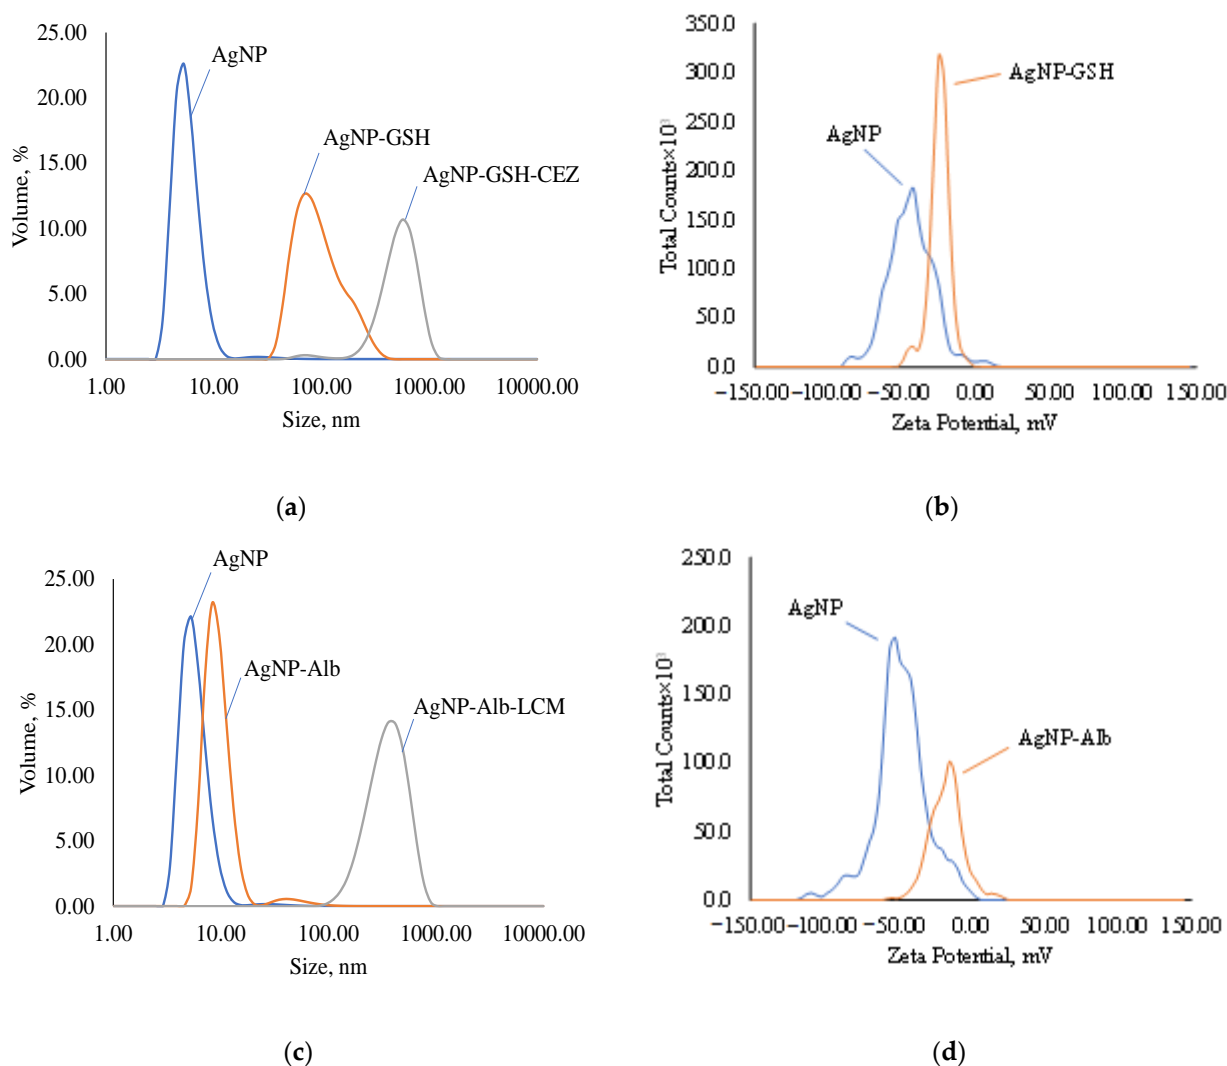 25.00
20.00
15.00
10.00
5.00
0.00
Volume, %
AgNP
AgNP-GSH
AgNP-GSH-CEZ
1.00 10.00 100.00 1000.00 10000.00
Size, nm
(a)
350.0
300.0
250.0
200.0
150.0
100.0
50.0
0.0
Total Counts×10³
AgNP-GSH
AgNP
−150.00 −100.00 −50.00 0.00 50.00 100.00 150.00
Zeta Potential, mV
(b)
25.00
20.00
15.00
10.00
5.00
0.00
Volume, %
AgNP
AgNP-Alb
AgNP-Alb-LCM
1.00 10.00 100.00 1000.00 10000.00
Size, nm
(c)
250.0
200.0
150.0
100.0
50.0
0.0
Total Counts×10³
AgNP
AgNP-Alb
−150.00 −100.00 −50.00 0.00 50.00 100.00 150.00
Zeta Potential, mV
(d)